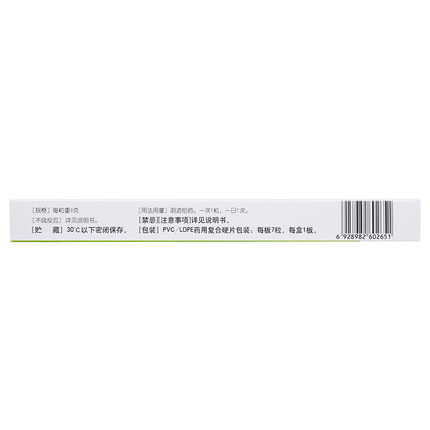 [规格] 每粒重3克
[不良反应] 详见说明书。
[贮 藏] 30℃以下密闭保存。
[用法用量] 阴道给药。一次1粒，一日1次。
[禁忌][注意事项]详见说明书。
[包装] PVC/LDPE药用复合硬片包装：每板7粒，每盒1板。
6 928982 602651